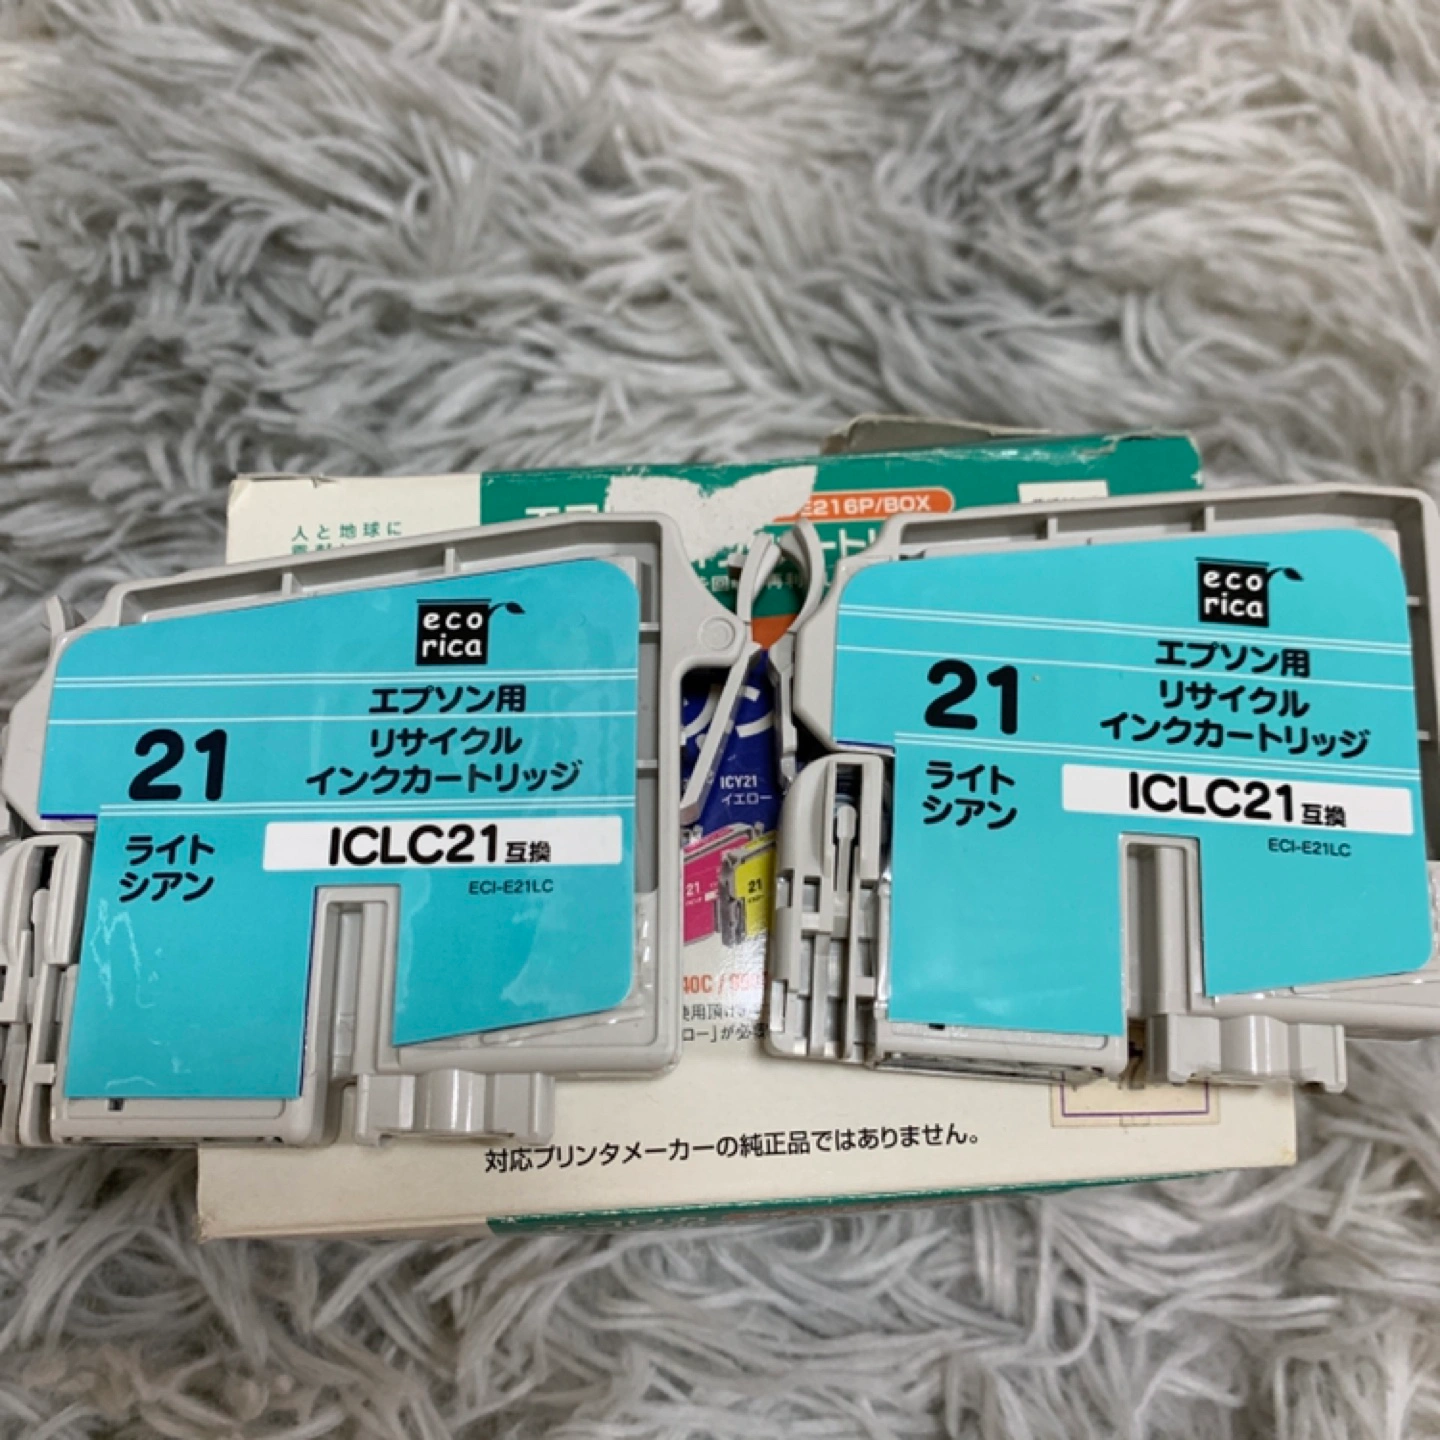 人と地球に
E216P/BOX
eco
rica
エプソン用
リサイクル
インクカートリッジ
21
ライト
シアン
ICLC21互換
ECI-E21LC
eco
rica
エプソン用
リサイクル
インクカートリッジ
21
ライト
シアン
ICLC21互換
ECI-E21LC
ICY21
イエロー
21
21
40C
対応プリンタメーカーの純正品ではありません。